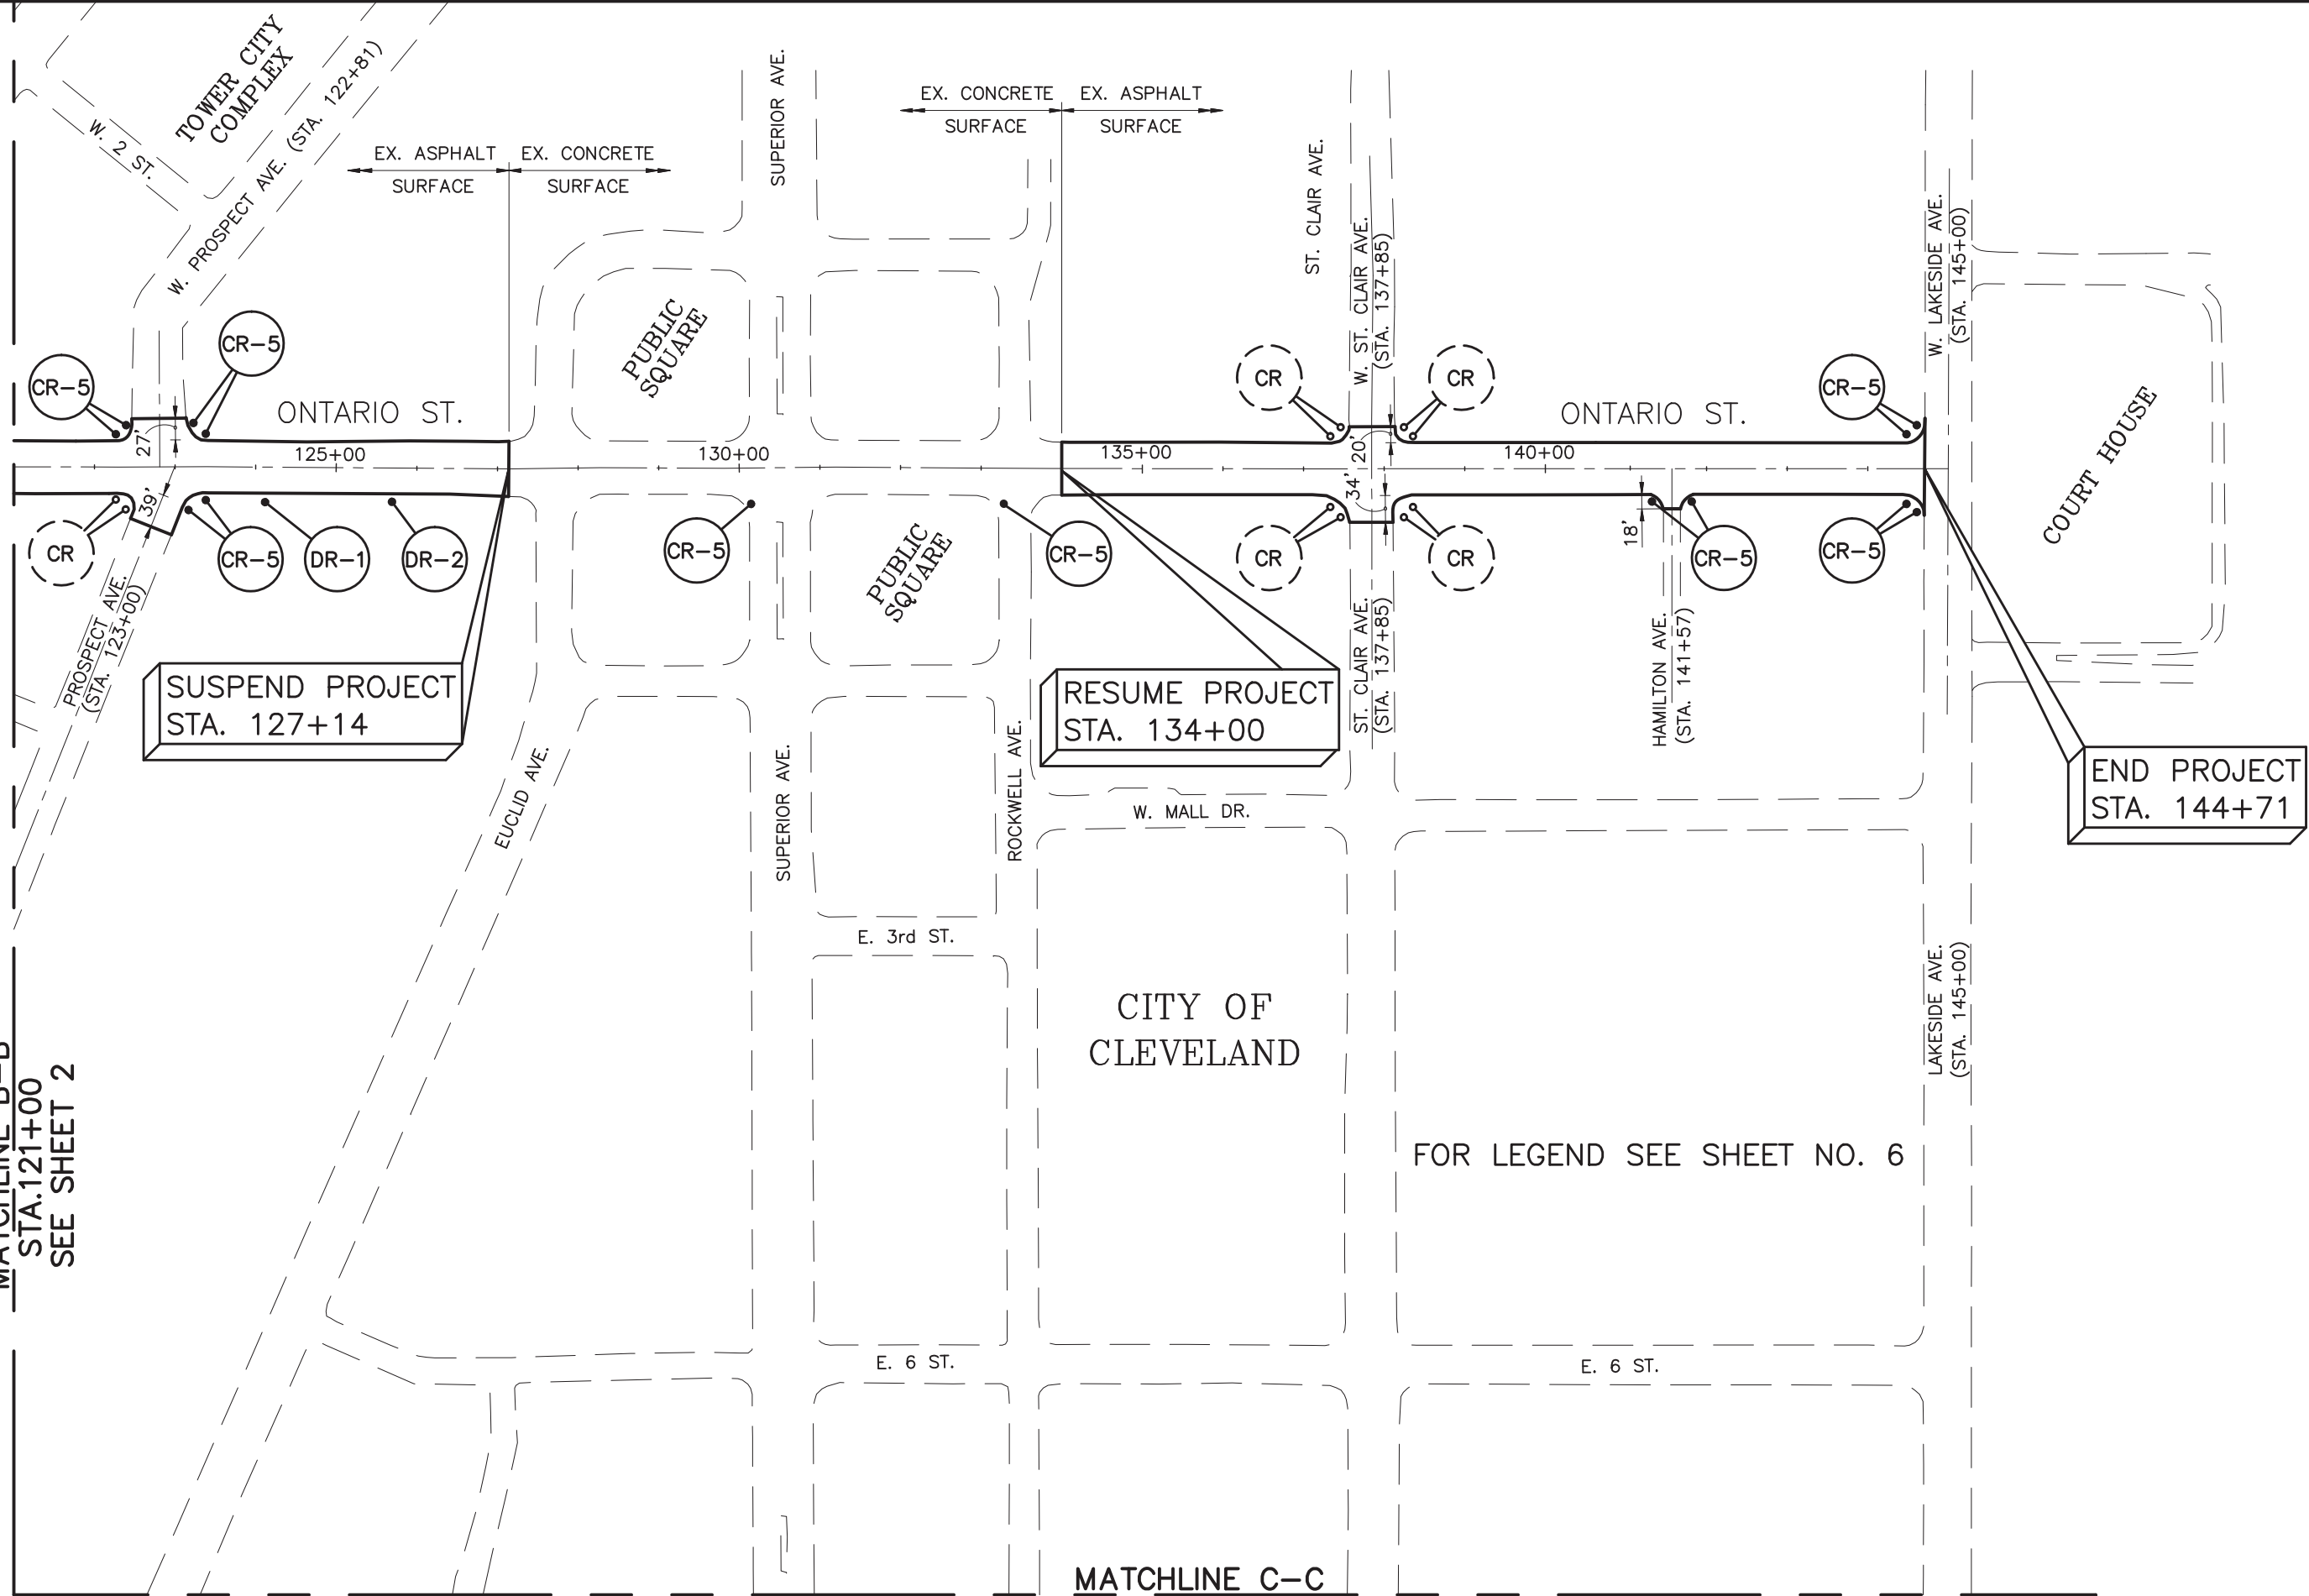 TOWER CITY
COMPLEX
W. 2 ST.
W. PROSPECT AVE. (STA. 122+81)
EX. ASPHALT
SURFACE
EX. CONCRETE
SURFACE
SUPERIOR AVE.
EX. CONCRETE
SURFACE
EX. ASPHALT
SURFACE
ST. CLAIR AVE.
W. ST. CLAIR AVE.
(STA. 137+85)
W. LAKESIDE AVE.
(STA. 145+00)
PUBLIC
SQUARE
CR-5
CR-5
CR
CR
CR-5
ONTARIO ST.
ONTARIO ST.
COURT HOUSE
27'
125+00
130+00
135+00
34' 20'
140+00
39'
18'
CR
CR-5
DR-1
DR-2
CR-5
PUBLIC
SQUARE
CR-5
CR
CR
CR-5
CR-5
PROSPECT AVE.
(STA. 123+00)
SUSPEND PROJECT
STA. 127+14
RESUME PROJECT
STA. 134+00
ST. CLAIR AVE.
(STA. 137+85)
HAMILTON AVE.
(STA. 141+57)
END PROJECT
STA. 144+71
EUCLID AVE.
SUPERIOR AVE.
ROCKWELL AVE.
W. MALL DR.
E. 3rd ST.
CITY OF
CLEVELAND
LAKESIDE AVE.
(STA. 145+00)
MATCHLINE B-B
STA.121+00
SEE SHEET 2
FOR LEGEND SEE SHEET NO. 6
E. 6 ST.
E. 6 ST.
MATCHLINE C-C